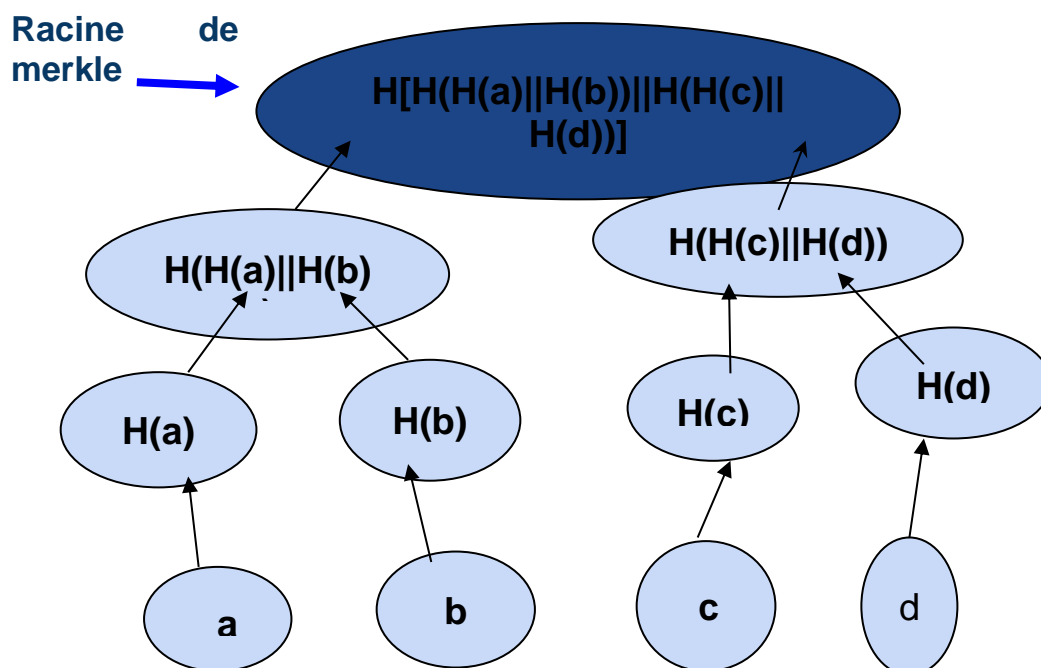 Racine de
merkle
H[H(H(a)||H(b))||H(H(c)||
H(d))]
H(H(a)||H(b)
H(H(c)||H(d))
H(a)
H(b)
H(c)
H(d)
a
b
c
d